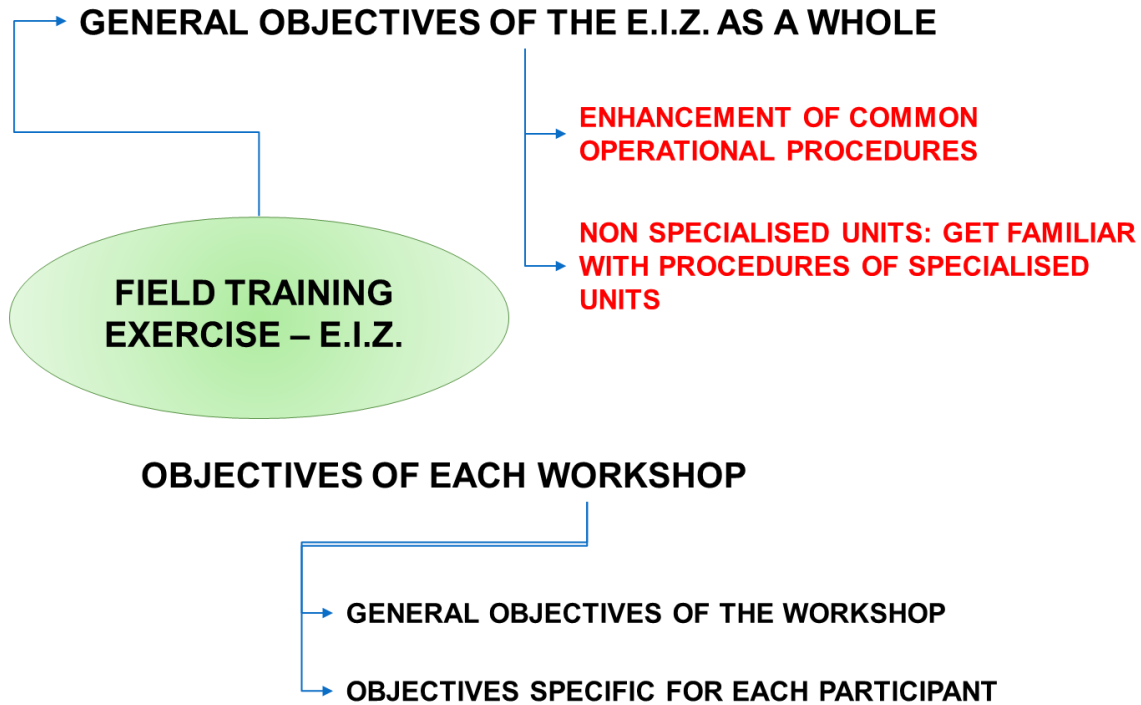 GENERAL OBJECTIVES OF THE E.I.Z. AS A WHOLE
ENHANCEMENT OF COMMON
OPERATIONAL PROCEDURES
NON SPECIALISED UNITS: GET FAMILIAR
WITH PROCEDURES OF SPECIALISED
UNITS
FIELD TRAINING
EXERCISE – E.I.Z.
OBJECTIVES OF EACH WORKSHOP
GENERAL OBJECTIVES OF THE WORKSHOP
OBJECTIVES SPECIFIC FOR EACH PARTICIPANT